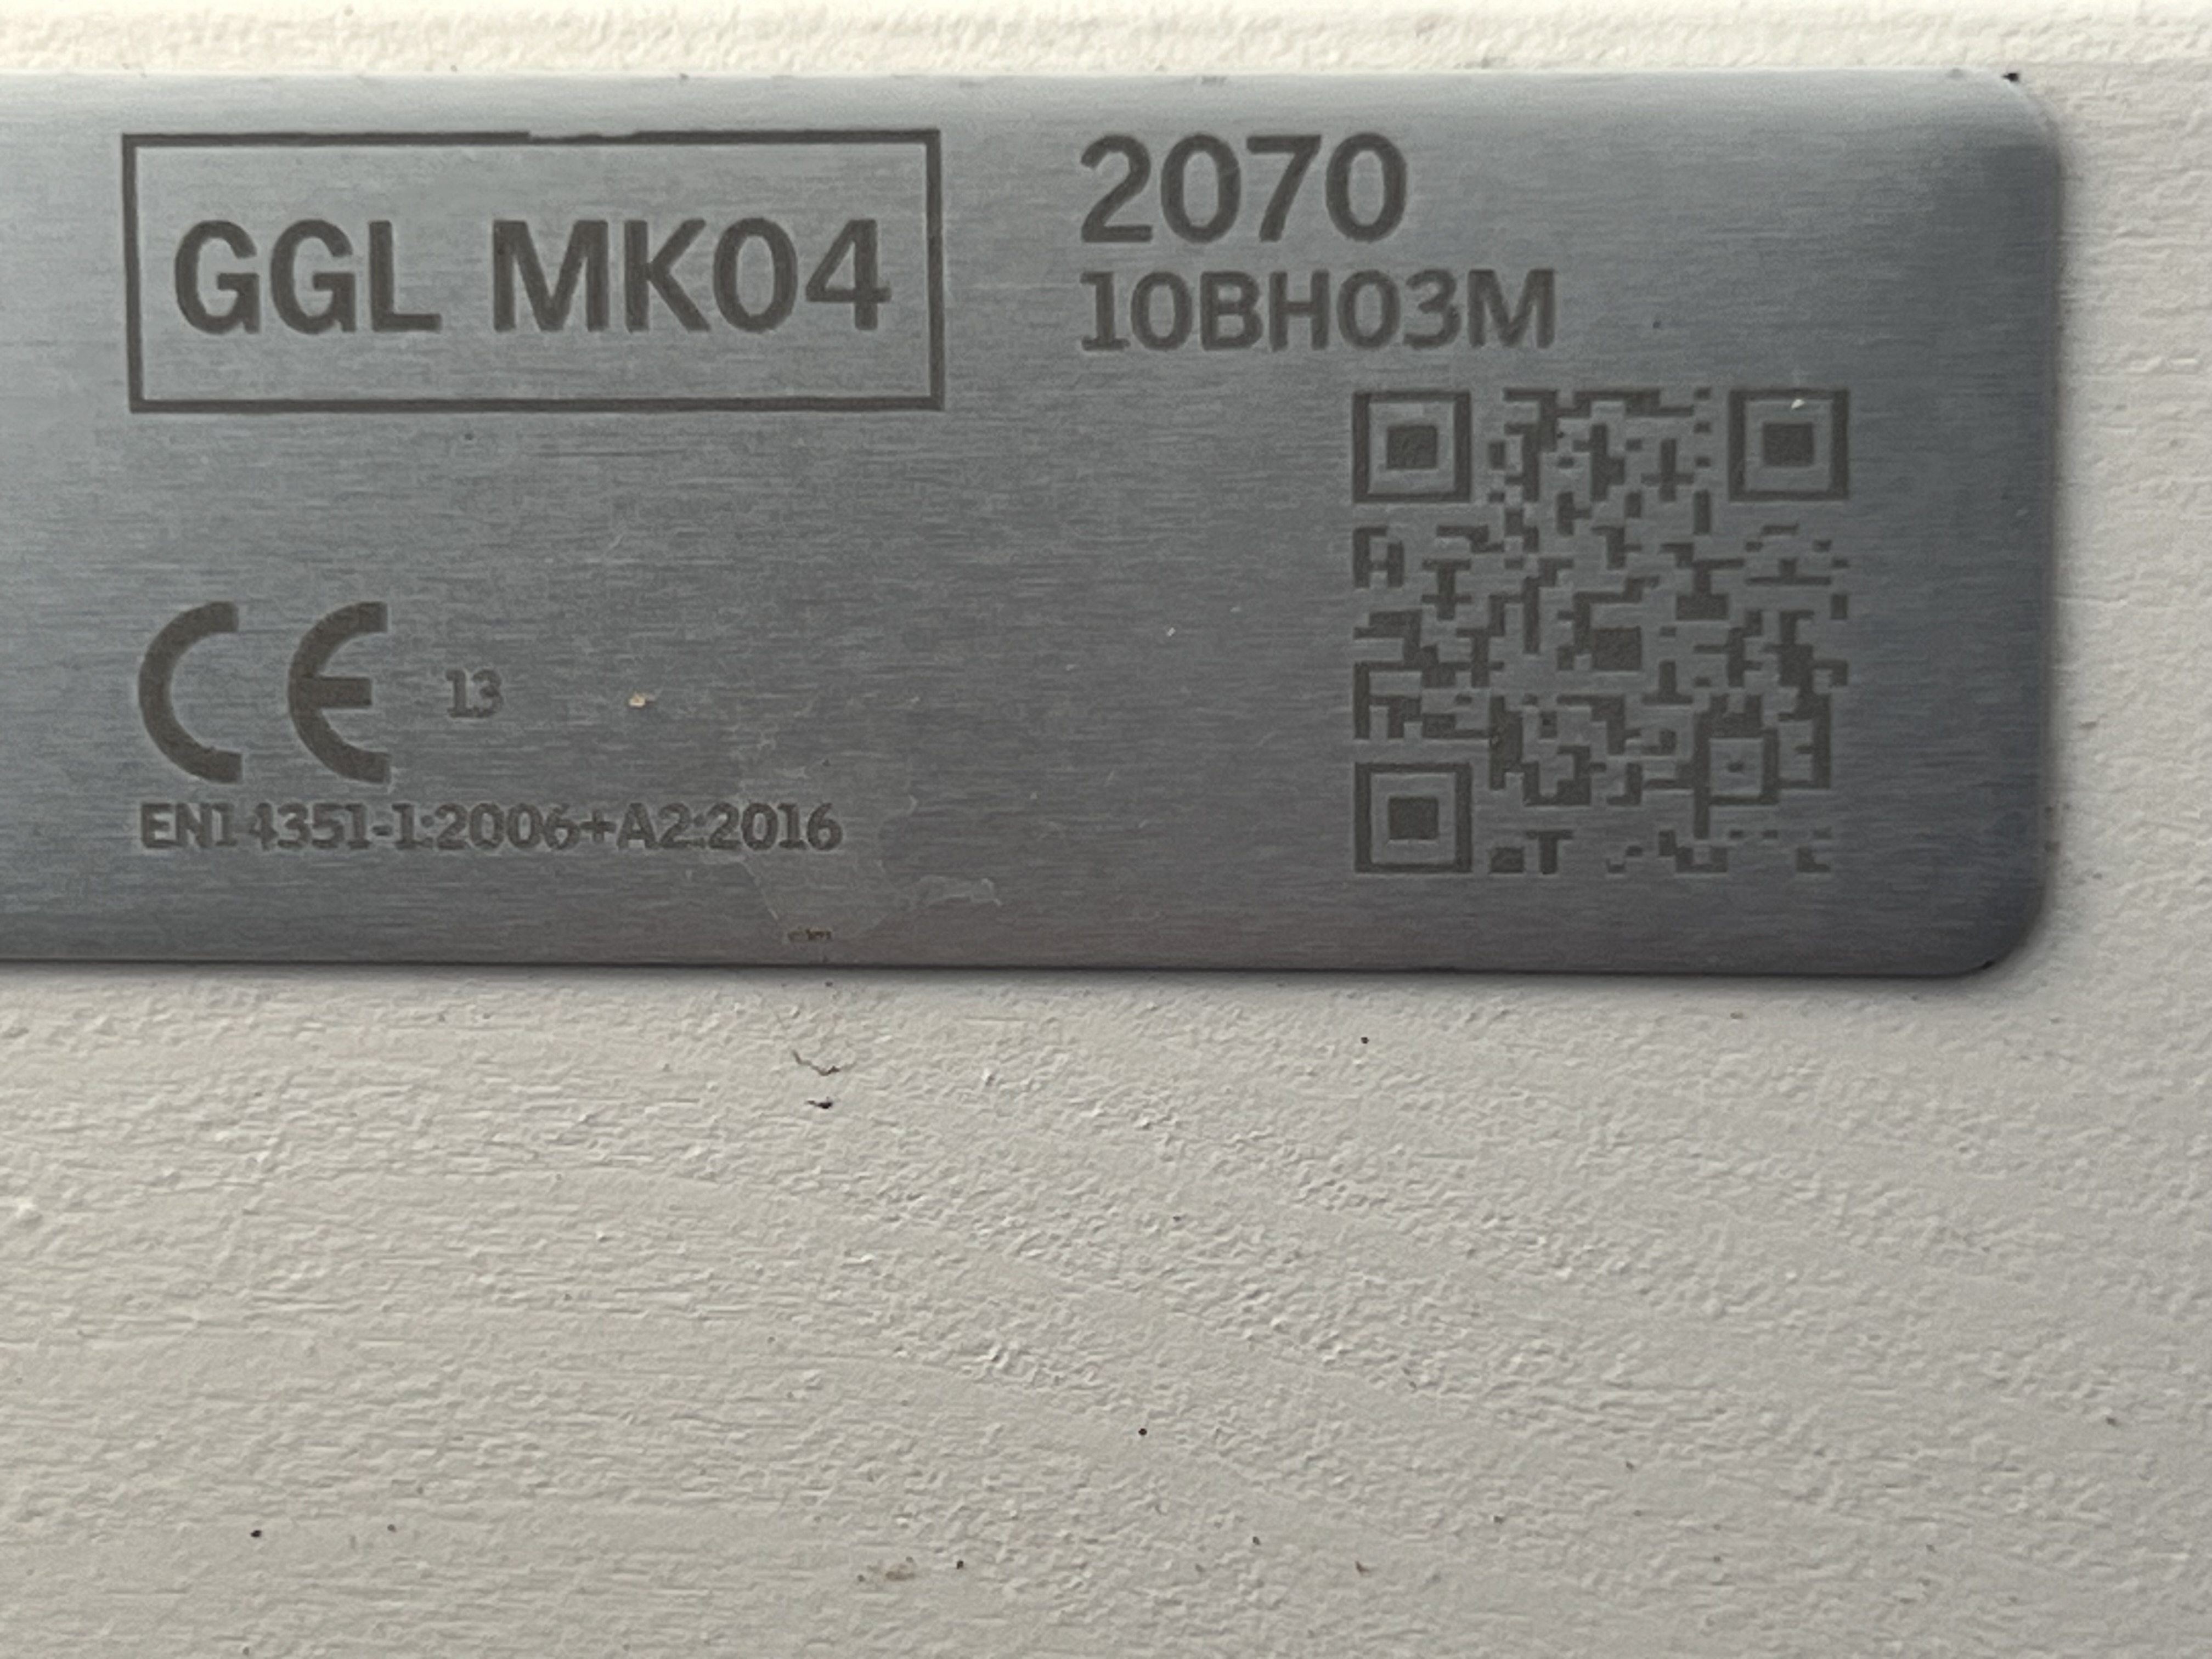 GGL MK04
2070
10BH03M
CE 13
EN14351-1:2006+A2:2016